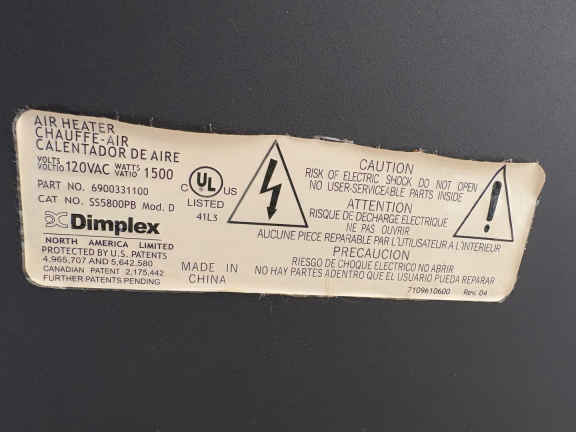 AIR HEATER
CHAUFFE-AIR
CALENTADOR DE AIRE
VOLTS
VOLTIO 120VAC WATTS
VATIO 1500
PART NO. 6900331100
CAT NO. SS5800PB Mod. D
Dimplex
NORTH AMERICA LIMITED
PROTECTED BY U.S. PATENTS
4,965,707 AND 5,642,580
CANADIAN PATENT 2,175,442
FURTHER PATENTS PENDING
C UL US
LISTED
41L3
MADE IN
CHINA
CAUTION
RISK OF ELECTRIC SHOCK DO NOT OPEN
NO USER-SERVICEABLE PARTS INSIDE
ATTENTION
RISQUE DE DÉCHARGE ELECTRIQUE
NE PAS OUVRIR
AUCUNE PIECE REPARABLE PAR L'UTILISATEUR A L'INTERIEUR
PRECAUCION
RIESGO DE CHOQUE ELECTRICO NO ABRIR
NO HAY PARTES ADENTRO QUE EL USUARIO PUEDA REPARAR
7109610600 Rev. 04